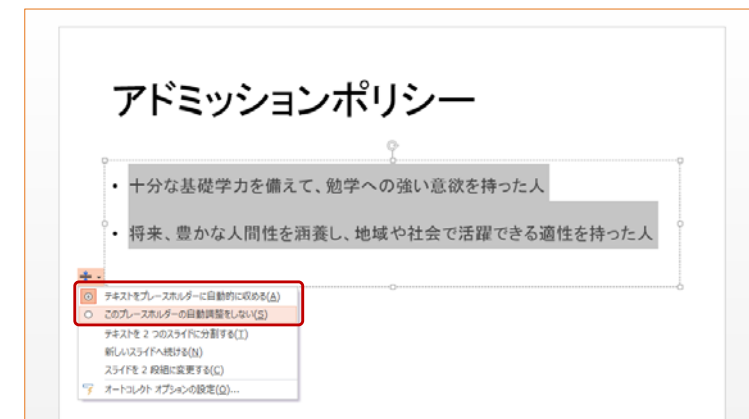 アドミッションポリシー
• 十分な基礎学力を備えて、勉学への強い意欲を持った人
• 将来、豊かな人間性を涵養し、地域や社会で活躍できる適性を持った人
テキストをプレースホルダーに自動的に収める(A)
このプレースホルダーの自動調整をしない(S)
テキストを 2 つのスライドに分割する(T)
新しいスライドへ続ける(N)
スライドを 2 段組に変更する(C)
オートコレクト オプションの設定(O)...